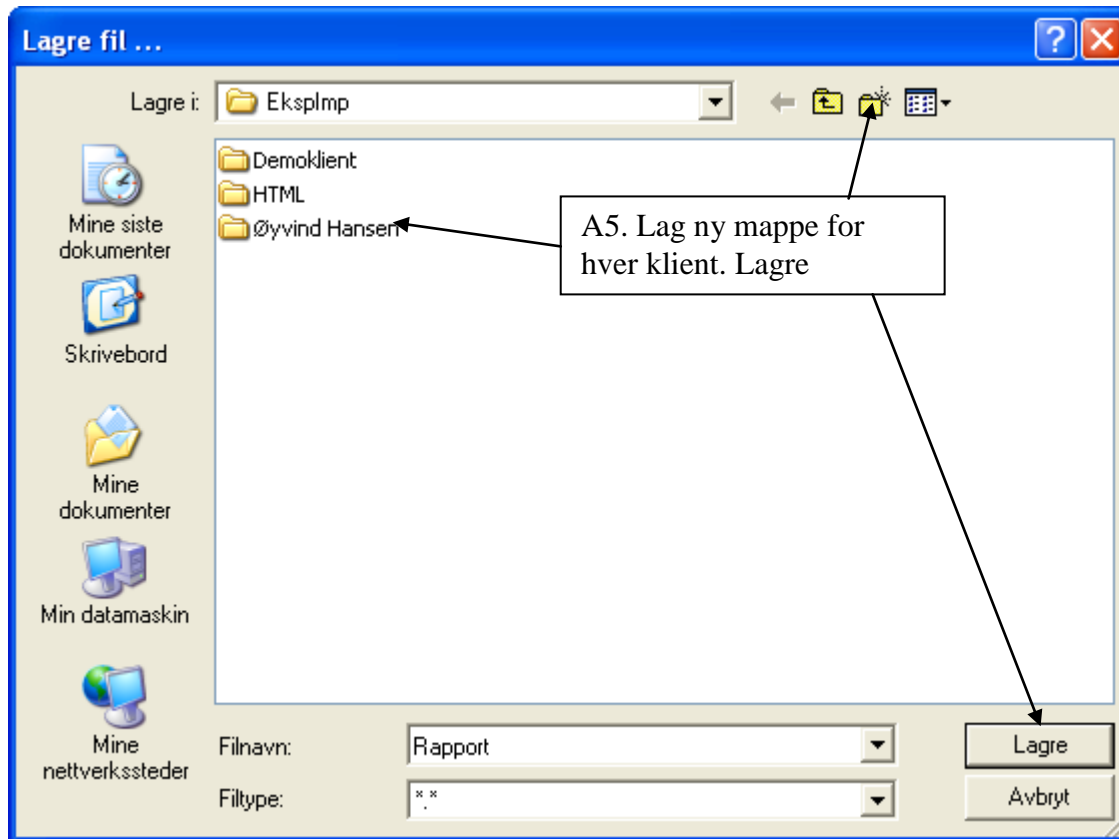 Lagre fil ...
Lagre i:
EkspImp
Demoklient
HTML
Øyvind Hansen
A5. Lag ny mappe for
hver klient. Lagre
Mine siste
dokumenter
Skrivebord
Mine
dokumenter
Min datamaskin
Mine
nettverkssteder
Filnavn:
Rapport
Lagre
Filtype:
*.*
Avbryt